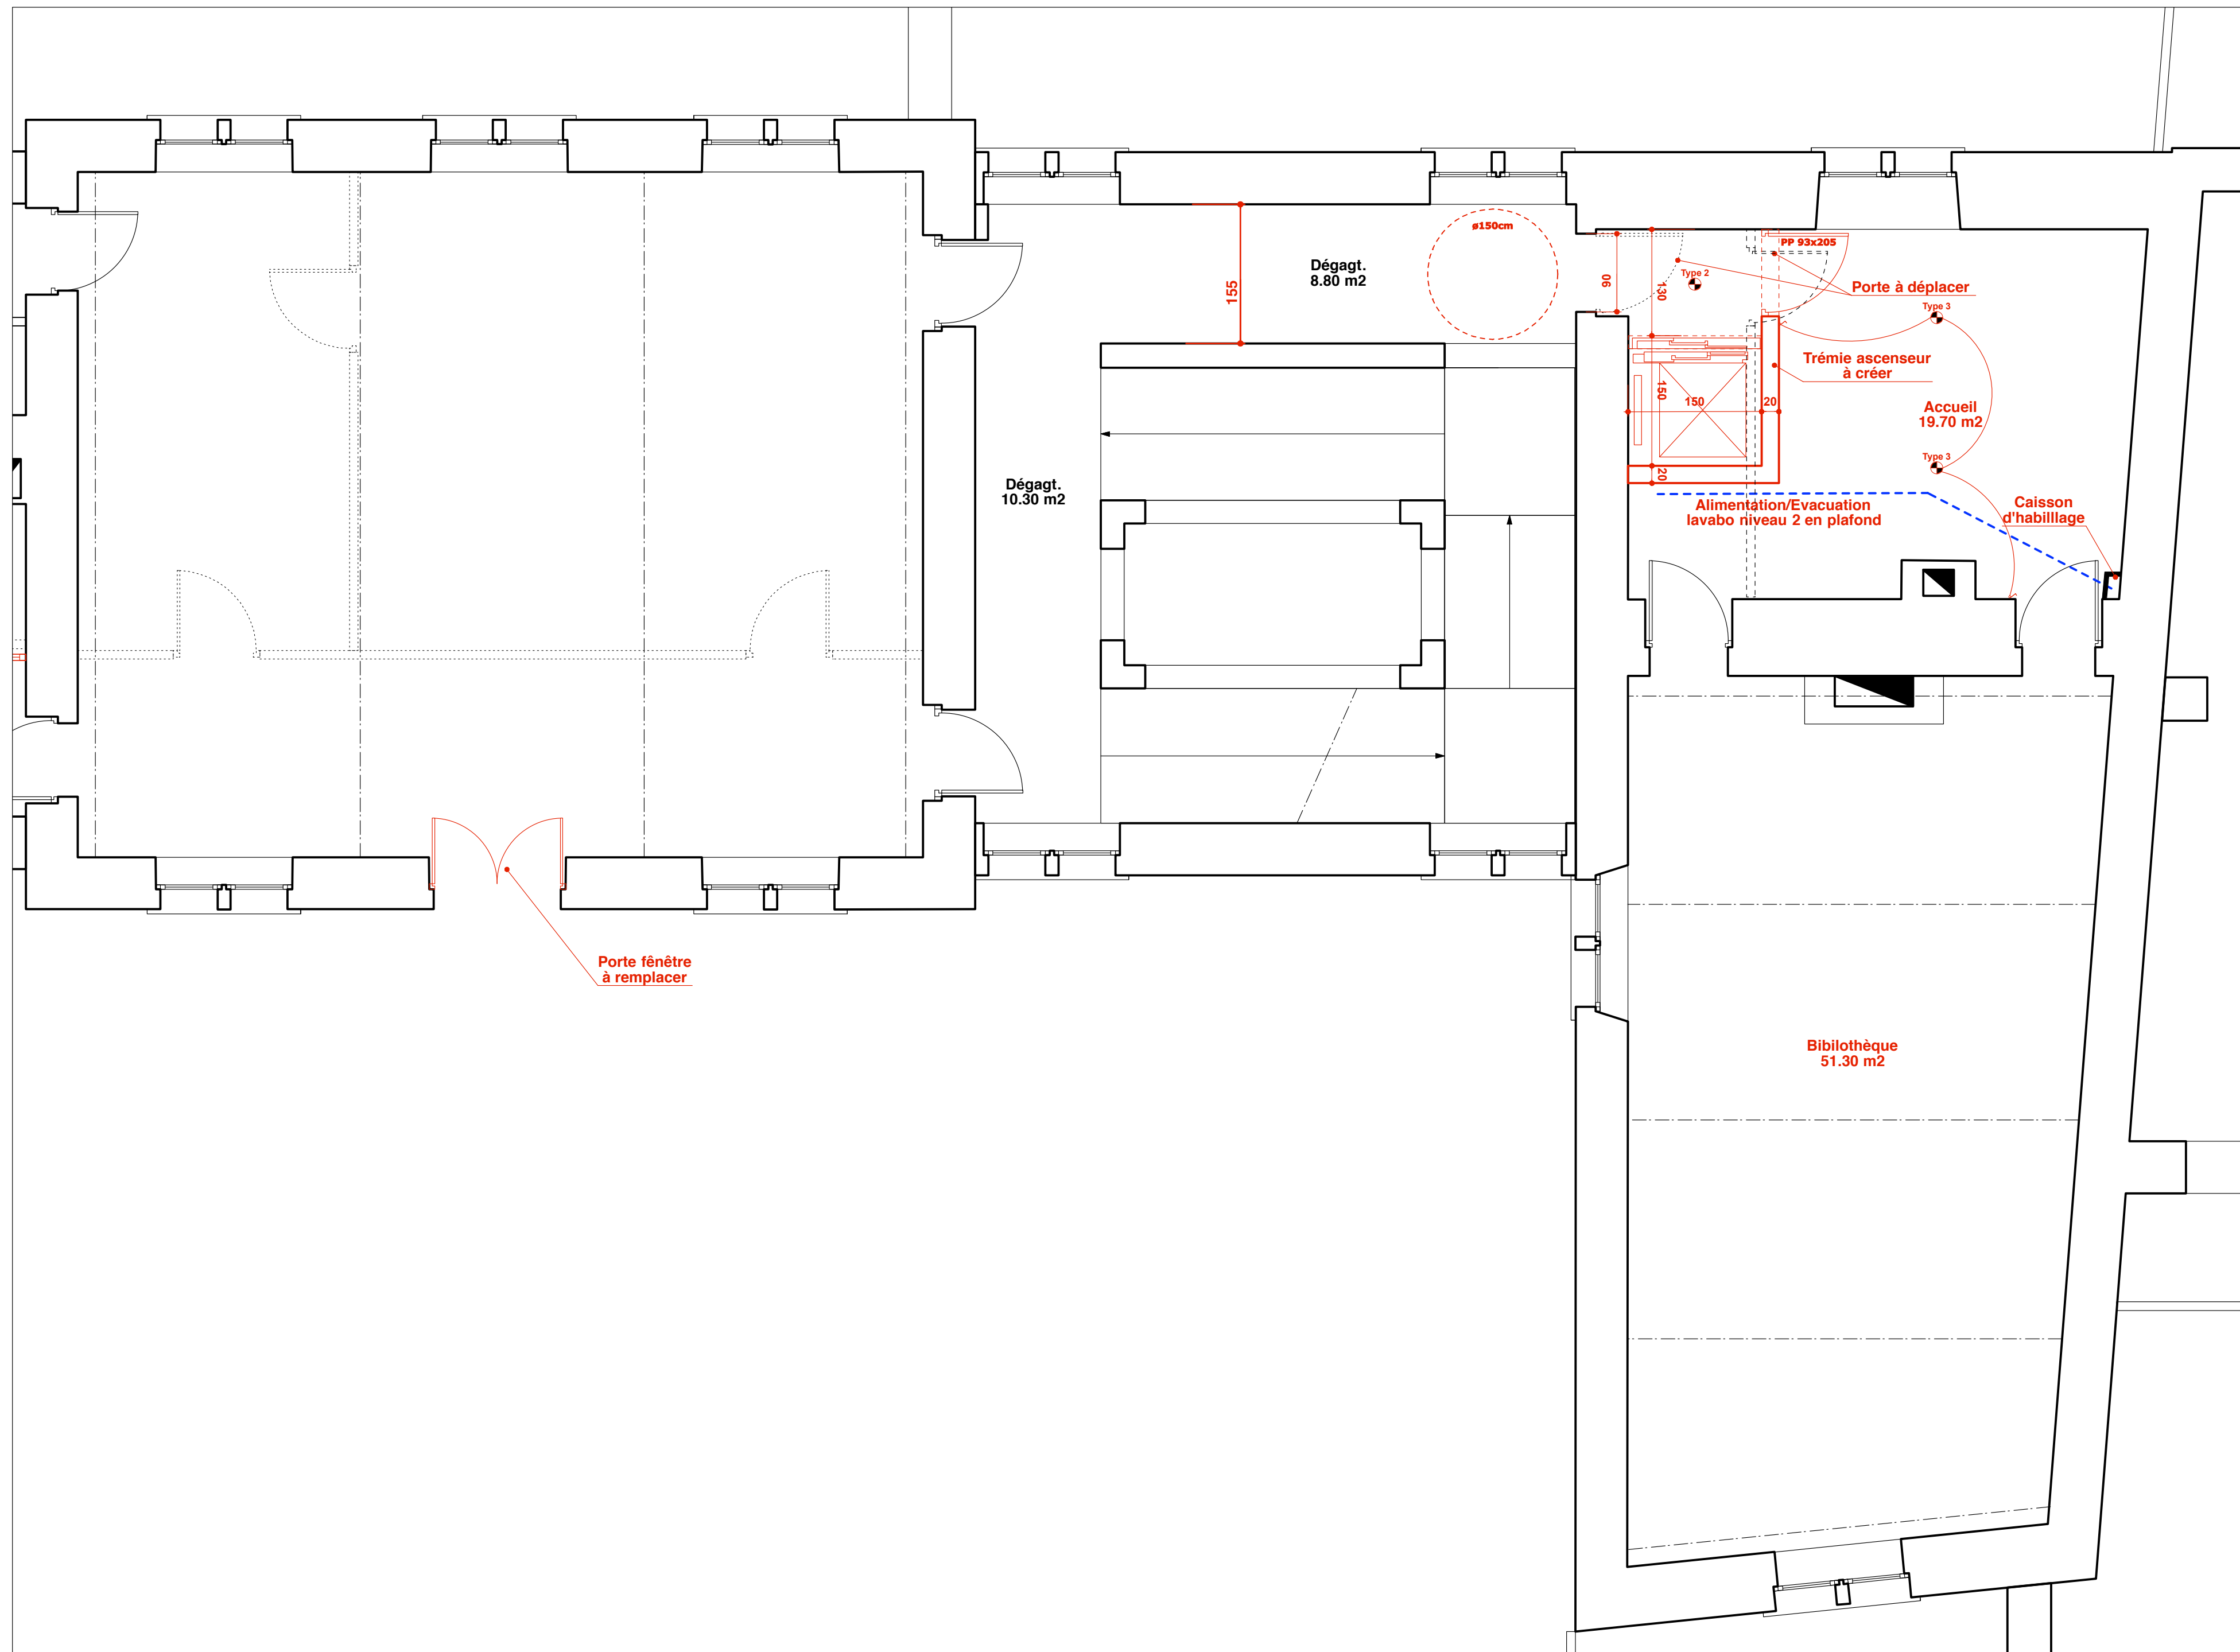 ø150cm
PP 93x205
Dégagt.
8.80 m2
155
90
130
Type 2
Porte à déplacer
Type 3
Trémie ascenseur
à créer
150
150
20
Accueil
19.70 m2
Type 3
20
Dégagt.
10.30 m2
Alimentation/Evacuation
lavabo niveau 2 en plafond
Caisson
d'habilllage
Porte fênêtre
à remplacer
Bibilothèque
51.30 m2